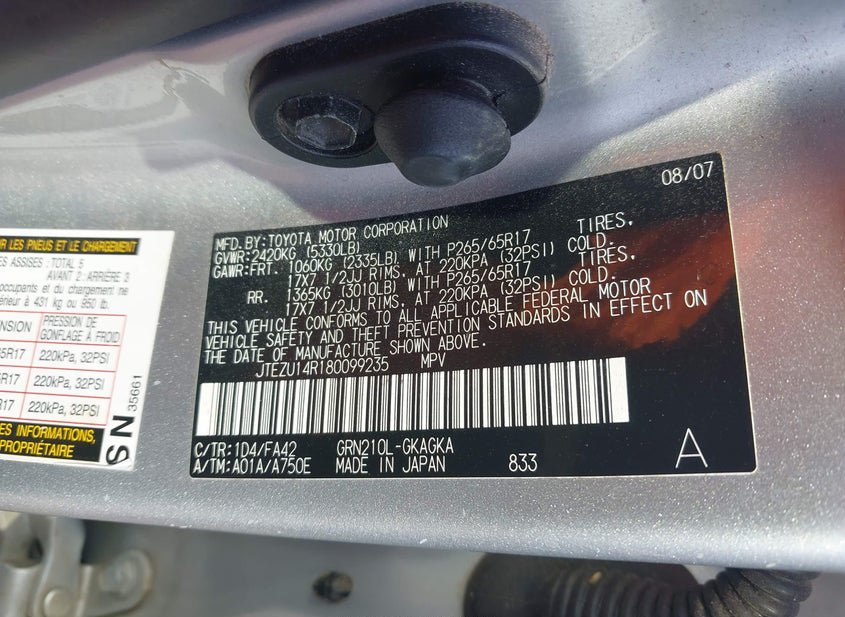 08/07
MFD.BY:TOYOTA MOTOR CORPORATION
GVWR:2420KG (5330LB)
GAWR:FRT. 1060KG (2335LB) WITH P265/65R17 TIRES,
17X7 1/2JJ RIMS. AT 220KPA (32PSI) COLD.
RR. 1365KG (3010LB) WITH P265/65R17 TIRES,
17X7 1/2JJ RIMS. AT 220KPA (32PSI) COLD.
THIS VEHICLE CONFORMS TO ALL APPLICABLE FEDERAL MOTOR
VEHICLE SAFETY AND THEFT PREVENTION STANDARDS IN EFFECT ON
THE DATE OF MANUFACTURE SHOWN ABOVE.
JTEZU14R180099235 MPV
C/TR:1D4/FA42 GRN210L-GKAGKA
A/TM:A01A/A750E MADE IN JAPAN 833 A
UR LES PNEUS ET LE CHARGEMENT
ES ASSISES : TOTAL 5
AVANT 2 : ARRIÈRE 3
occupants et du chargement ne
érieur à 431 kg ou 950 lb.
ENSION PRESSION DE
GONFLAGE À FROID
5R17 220kPa, 32PSI
5R17 220kPa, 32PSI
R17 220kPa, 32PSI
ES INFORMATIONS,
PROPRIÉTAIRE
SN 35661